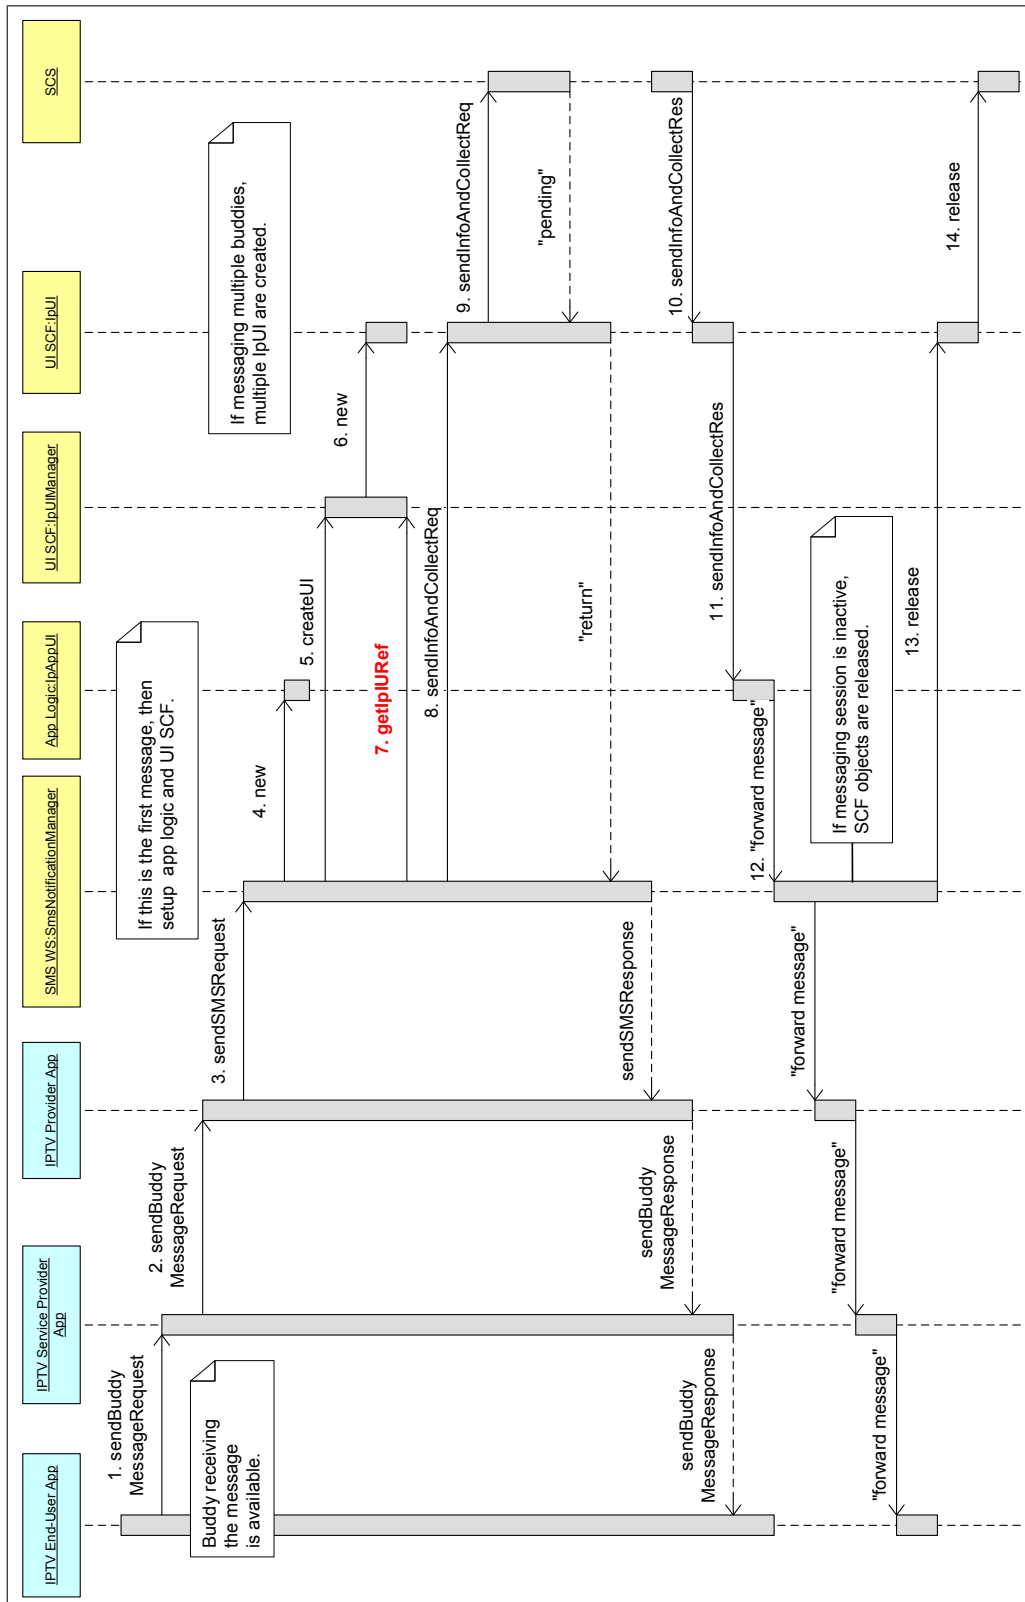 IPTV End-User App
IPTV Service Provider
App
IPTV Provider App
SMS WS:SmsNotificationManager
App Logic:IpAppUI
UI SCF:IpUIManager
UI SCF:IpUI
SCS
1. sendBuddy
MessageRequest
Buddy receiving
the message
is available.
2. sendBuddy
MessageRequest
3. sendSMSRequest
If this is the first message, then
setup app logic and UI SCF.
4. new
5. createUI
6. new
If messaging multiple buddies,
multiple IpUI are created.
7. getIpIURef
8. sendInfoAndCollectReq
9. sendInfoAndCollectReq
"pending"
"return"
sendSMSResponse
sendBuddy
MessageResponse
sendBuddy
MessageResponse
10. sendInfoAndCollectRes
11. sendInfoAndCollectRes
12. "forward message"
"forward message"
"forward message"
"forward message"
If messaging session is inactive,
SCF objects are released.
13. release
14. release